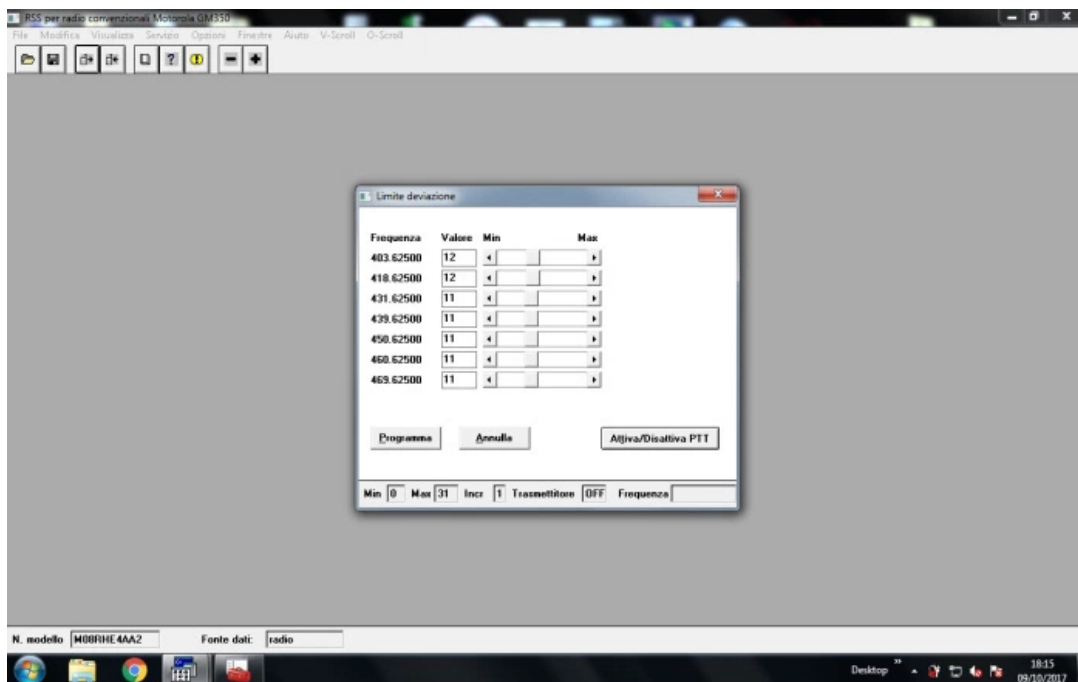 RSS per radio convenzionali Motorola GM350
File Modifica Visualizza Servizio Opzioni Finestre Aiuto V-Scroll O-Scroll
Limite deviazione
Frequenza Valore Min Max
403.62500 12
418.62500 12
431.62500 11
439.62500 11
450.62500 11
460.62500 11
469.62500 11
Programma Annulla Attiva/Disattiva PTT
Min 0 Max 31 Incr 1 Trasmettitore OFF Frequenza
N. modello M08RHE4AA2 Fonte dati: radio
Desktop 18:15
09/10/2017